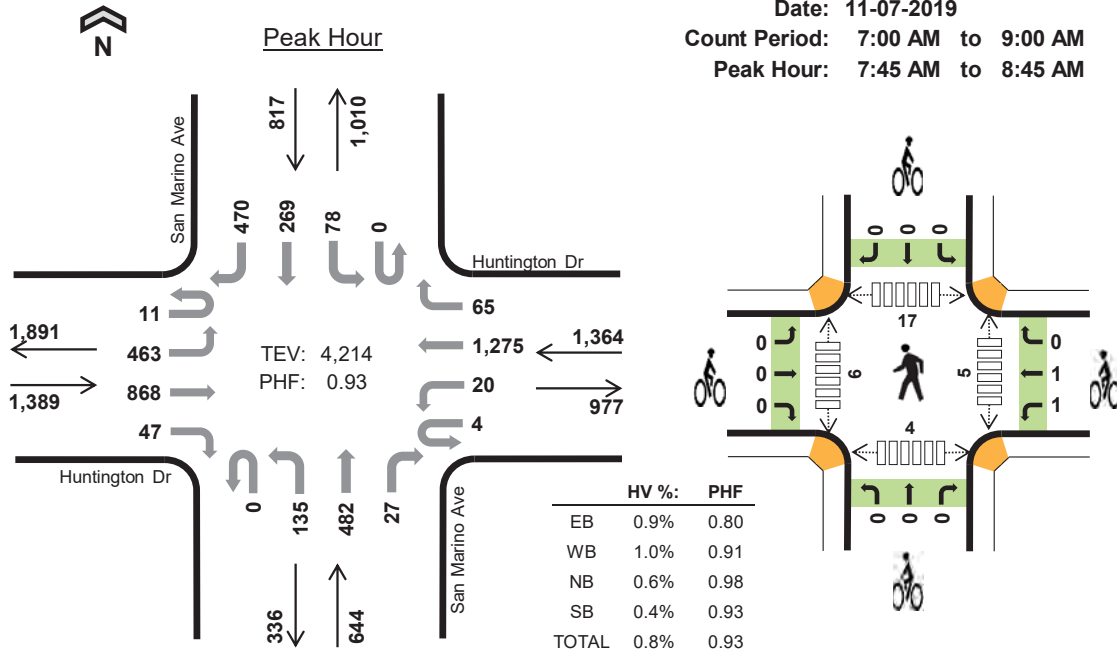 Date: 11-07-2019
Count Period: 7:00 AM to 9:00 AM
Peak Hour: 7:45 AM to 8:45 AM
N
Peak Hour
San Marino Ave
817
1,010
470
269
78
0
Huntington Dr
11
463
868
47
1,891
1,389
TEV: 4,214
PHF: 0.93
65
1,275
20
4
1,364
977
Huntington Dr
0
135
482
27
San Marino Ave
336
644
HV %: PHF
EB 0.9% 0.80
WB 1.0% 0.91
NB 0.6% 0.98
SB 0.4% 0.93
TOTAL 0.8% 0.93
0 0 0
17
0
0
0
6
5
0
1
1
4
0 0 0